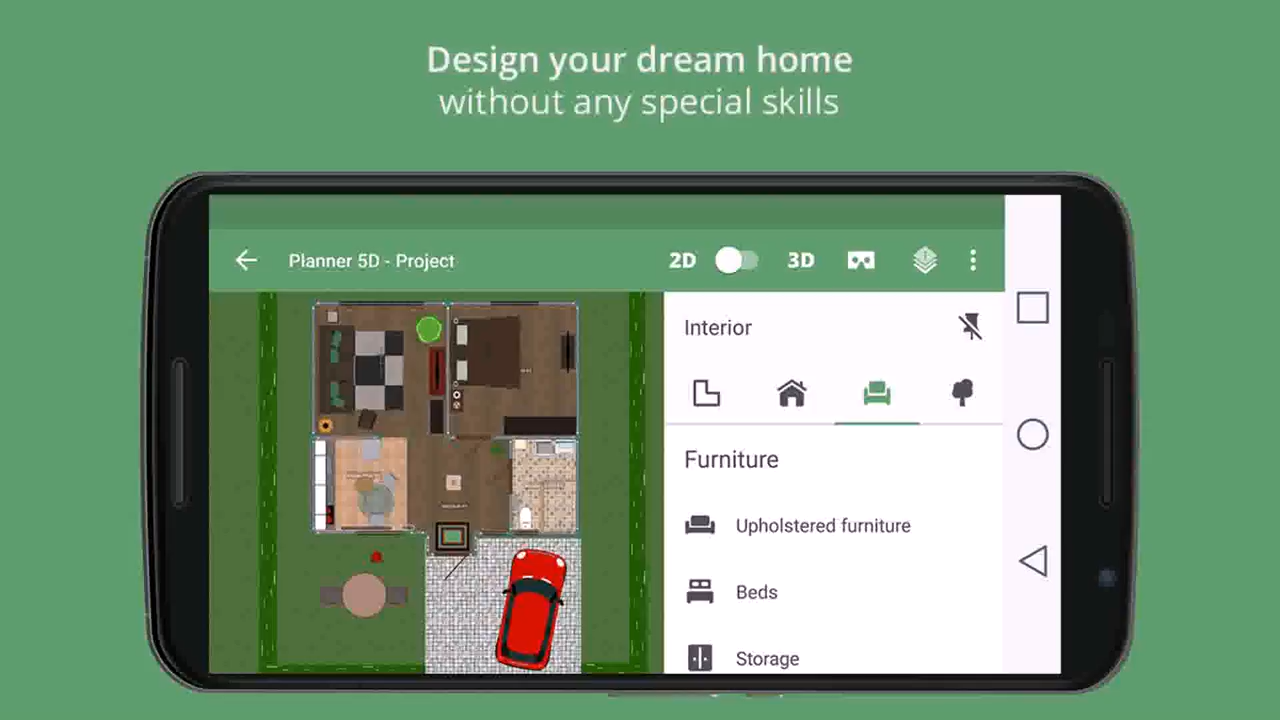 Design your dream home
without any special skills
Planner 5D - Project
2D
3D
Interior
Furniture
Upholstered furniture
Beds
Storage